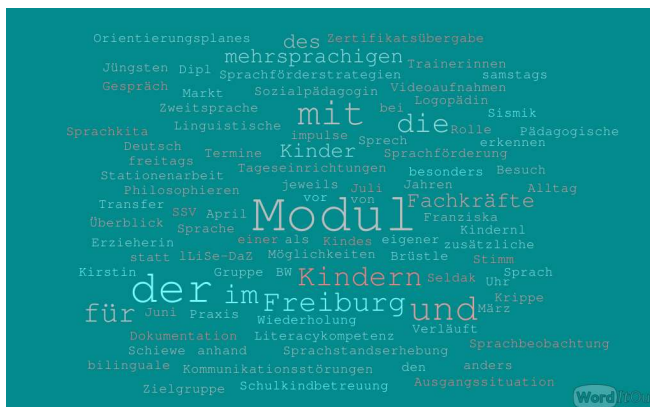 Orientierungsplanes des Zertifikatsübergabe
mehrsprachigen Trainerinnen
Jüngsten Dipl Sprachförderstrategien samstags
Gespräch Markt Sozialpädagogin Videoaufnahmen
Zweitsprache mit bei Logopädin Sismik
Sprachkita Linguistische impulse Sprech die Rolle Pädagogische
Deutsch Termine Kinder Sprachförderung erkennen
freitags Tageseinrichtungen besonders Besuch
Stationenarbeit jeweils Juli Jahren Alltag
Philosophieren vor von Fachkräfte
Transfer SSV April Modul Franziska
Überblick Sprache einer als Kindes eigener Kindernl
Erzieherin zusätzliche
statt lLiSe-DaZ Möglichkeiten Brüstle Stimm
Kirstin Gruppe BW Kindern Seldak Uhr Sprach
der im Freiburg und Krippe
für Juni Praxis März
Wiederholung Verläuft
Dokumentation Literacykompetenz Sprachbeobachtung
Schiewe anhand Sprachstandserhebung anders
bilinguale Kommunikationsstörungen den
Zielgruppe Schulkindbetreuung Ausgangssituation